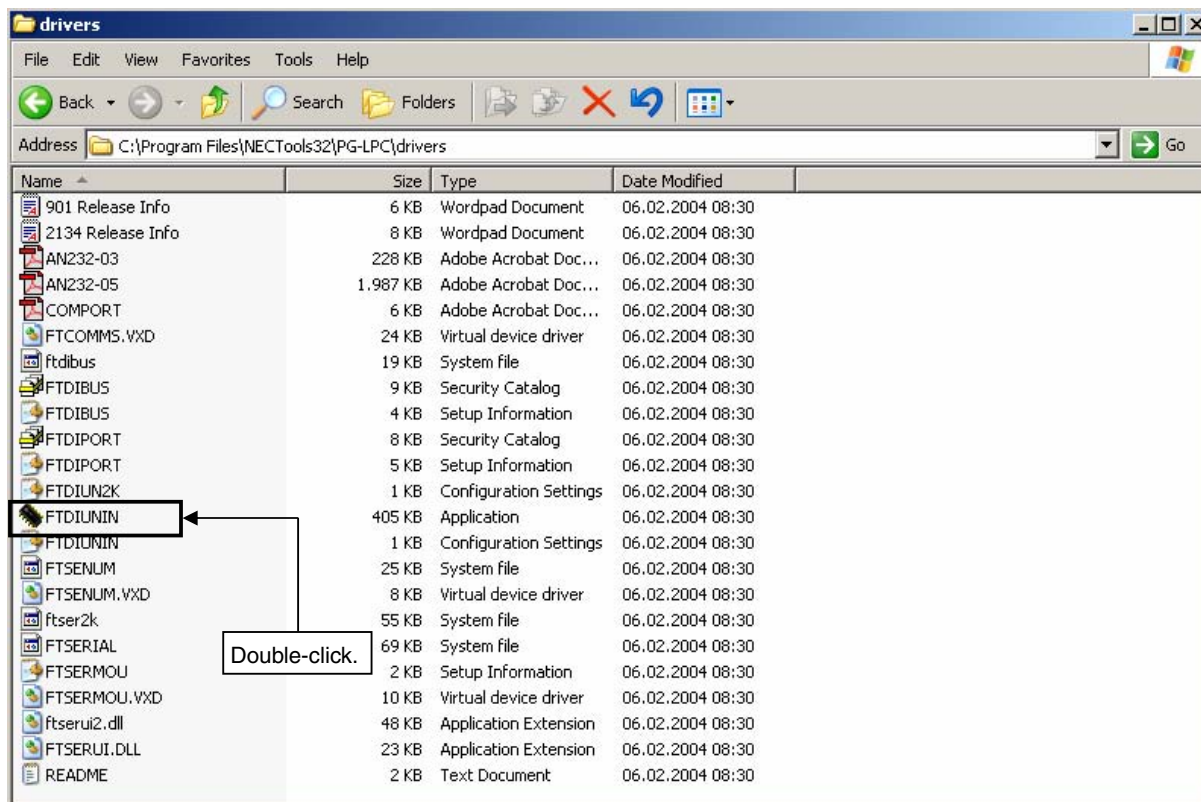 drivers
File Edit View Favorites Tools Help
Back Search Folders
Address C:\Program Files\NECTools32\PG-LPC\drivers Go
Name Size Type Date Modified
901 Release Info 6 KB Wordpad Document 06.02.2004 08:30
2134 Release Info 8 KB Wordpad Document 06.02.2004 08:30
AN232-03 228 KB Adobe Acrobat Doc... 06.02.2004 08:30
AN232-05 1.987 KB Adobe Acrobat Doc... 06.02.2004 08:30
COMPORT 6 KB Adobe Acrobat Doc... 06.02.2004 08:30
FTCOMMS.VXD 24 KB Virtual device driver 06.02.2004 08:30
ftdibus 19 KB System file 06.02.2004 08:30
FTDIBUS 9 KB Security Catalog 06.02.2004 08:30
FTDIBUS 4 KB Setup Information 06.02.2004 08:30
FTDIPORT 8 KB Security Catalog 06.02.2004 08:30
FTDIPORT 5 KB Setup Information 06.02.2004 08:30
FTDIUN2K 1 KB Configuration Settings 06.02.2004 08:30
FTDIUNIN 405 KB Application 06.02.2004 08:30
FTDIUNIN 1 KB Configuration Settings 06.02.2004 08:30
FTSENUM 25 KB System file 06.02.2004 08:30
FTSENUM.VXD 8 KB Virtual device driver 06.02.2004 08:30
ftser2k 55 KB System file 06.02.2004 08:30
FTSERIAL 69 KB System file 06.02.2004 08:30
Double-click.
FTSERMOU 2 KB Setup Information 06.02.2004 08:30
FTSERMOU.VXD 10 KB Virtual device driver 06.02.2004 08:30
ftserui2.dll 48 KB Application Extension 06.02.2004 08:30
FTSERUI.DLL 23 KB Application Extension 06.02.2004 08:30
README 2 KB Text Document 06.02.2004 08:30